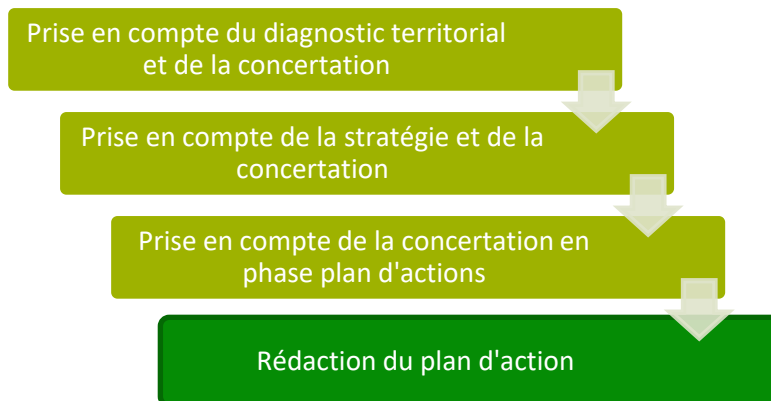 Prise en compte du diagnostic territorial
et de la concertation
Prise en compte de la stratégie et de la
concertation
Prise en compte de la concertation en
phase plan d'actions
Rédaction du plan d'action